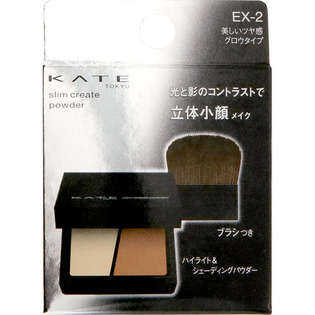 EX-2
美しいツヤ感
グロウタイプ
KATE
TOKYO
slim create
powder
光と影のコントラストで
立体小顔メイク
ブラシつき
ハイライト&
シェーディングパウダー
KATE